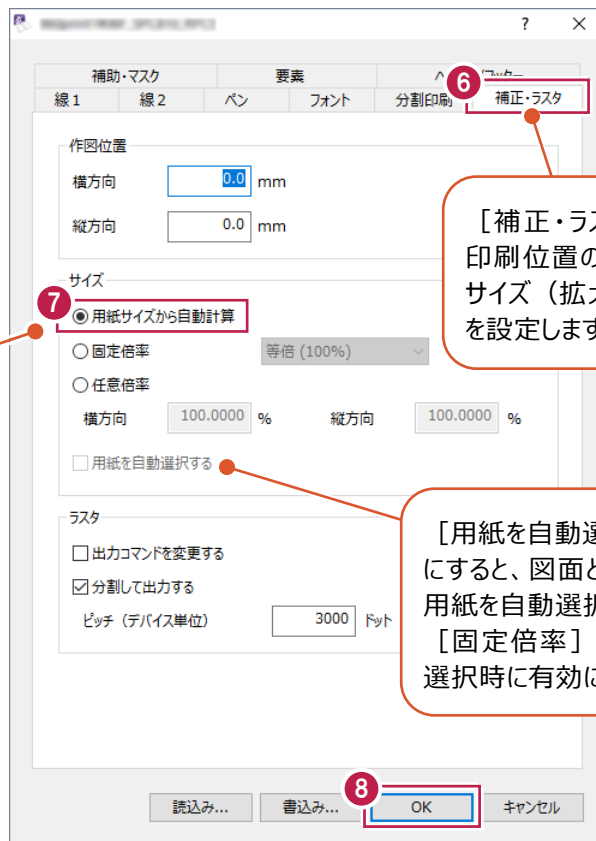 ? ×
補助・マスク 要素
線1 線2 ペン フォント 分割印刷 補正・ラスタ
6
作図位置
横方向 0.0 mm
縦方向 0.0 mm
［補正・ラス
印刷位置の
サイズ（拡大
を設定します
サイズ
7
用紙サイズから自動計算
固定倍率 等倍 (100%)
任意倍率
横方向 100.0000 % 縦方向 100.0000 %
用紙を自動選択する
［用紙を自動選
にすると、図面と
用紙を自動選択
［固定倍率］
選択時に有効に
ラスタ
出力コマンドを変更する
分割して出力する
ピッチ（デバイス単位） 3000 ドット
8
読込み... 書込み... OK キャンセル